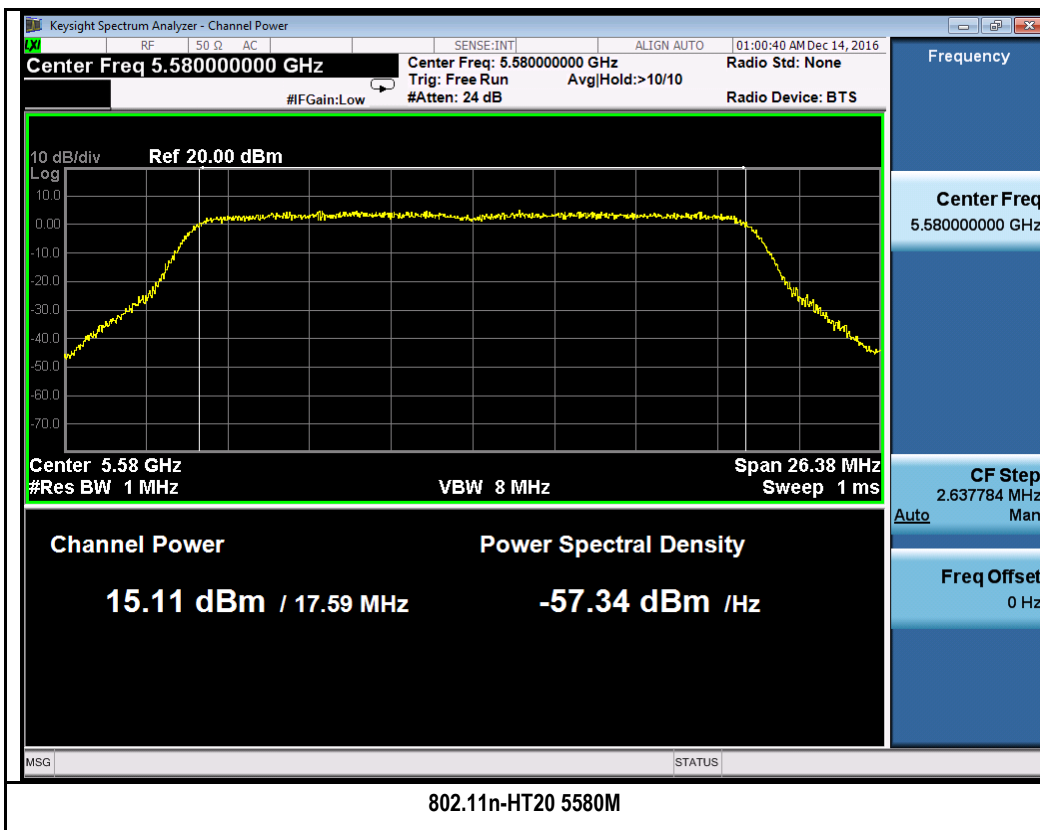 Keysight Spectrum Analyzer - Channel Power
LXI RF 50 Ω AC SENSE:INT ALIGN AUTO 01:00:40 AM Dec 14, 2016
Center Freq 5.580000000 GHz
#IFGain:Low
Center Freq: 5.580000000 GHz
Trig: Free Run Avg|Hold:>10/10
#Atten: 24 dB
Radio Std: None
Radio Device: BTS
10 dB/div Ref 20.00 dBm
Log
10.0
0.00
-10.0
-20.0
-30.0
-40.0
-50.0
-60.0
-70.0
Center 5.58 GHz Span 26.38 MHz
#Res BW 1 MHz VBW 8 MHz Sweep 1 ms
Channel Power Power Spectral Density
15.11 dBm / 17.59 MHz -57.34 dBm /Hz
MSG STATUS
Frequency
Center Freq
5.580000000 GHz
CF Step
2.637784 MHz
Auto Man
Freq Offset
0 Hz
802.11n-HT20 5580M